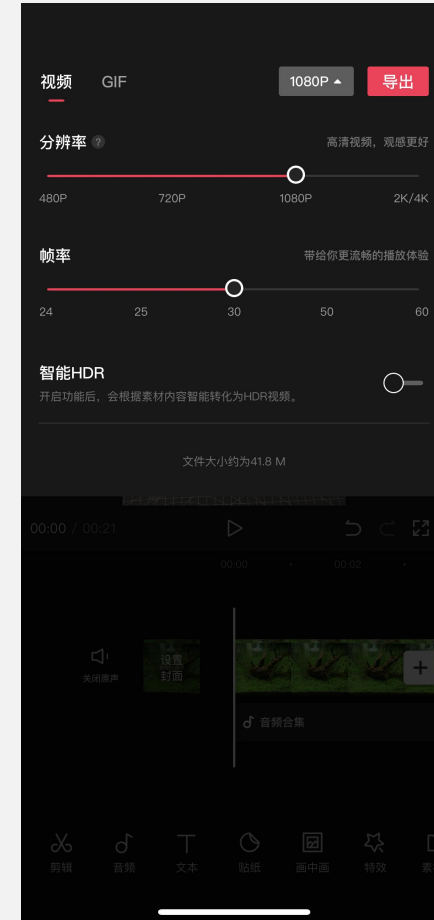 视频 GIF 1080P 导出
分辨率 ? 高清视频，观感更好
480P 720P 1080P 2K/4K
帧率 带给你更流畅的播放体验
24 25 30 50 60
智能HDR
开启功能后，会根据素材内容智能转化为HDR视频。
文件大小约为41.8 M
00:00 / 00:21
00:00 00:02
设置
封面
关闭原声
音频合集
剪辑 音频 文本 贴纸 画中画 特效 素